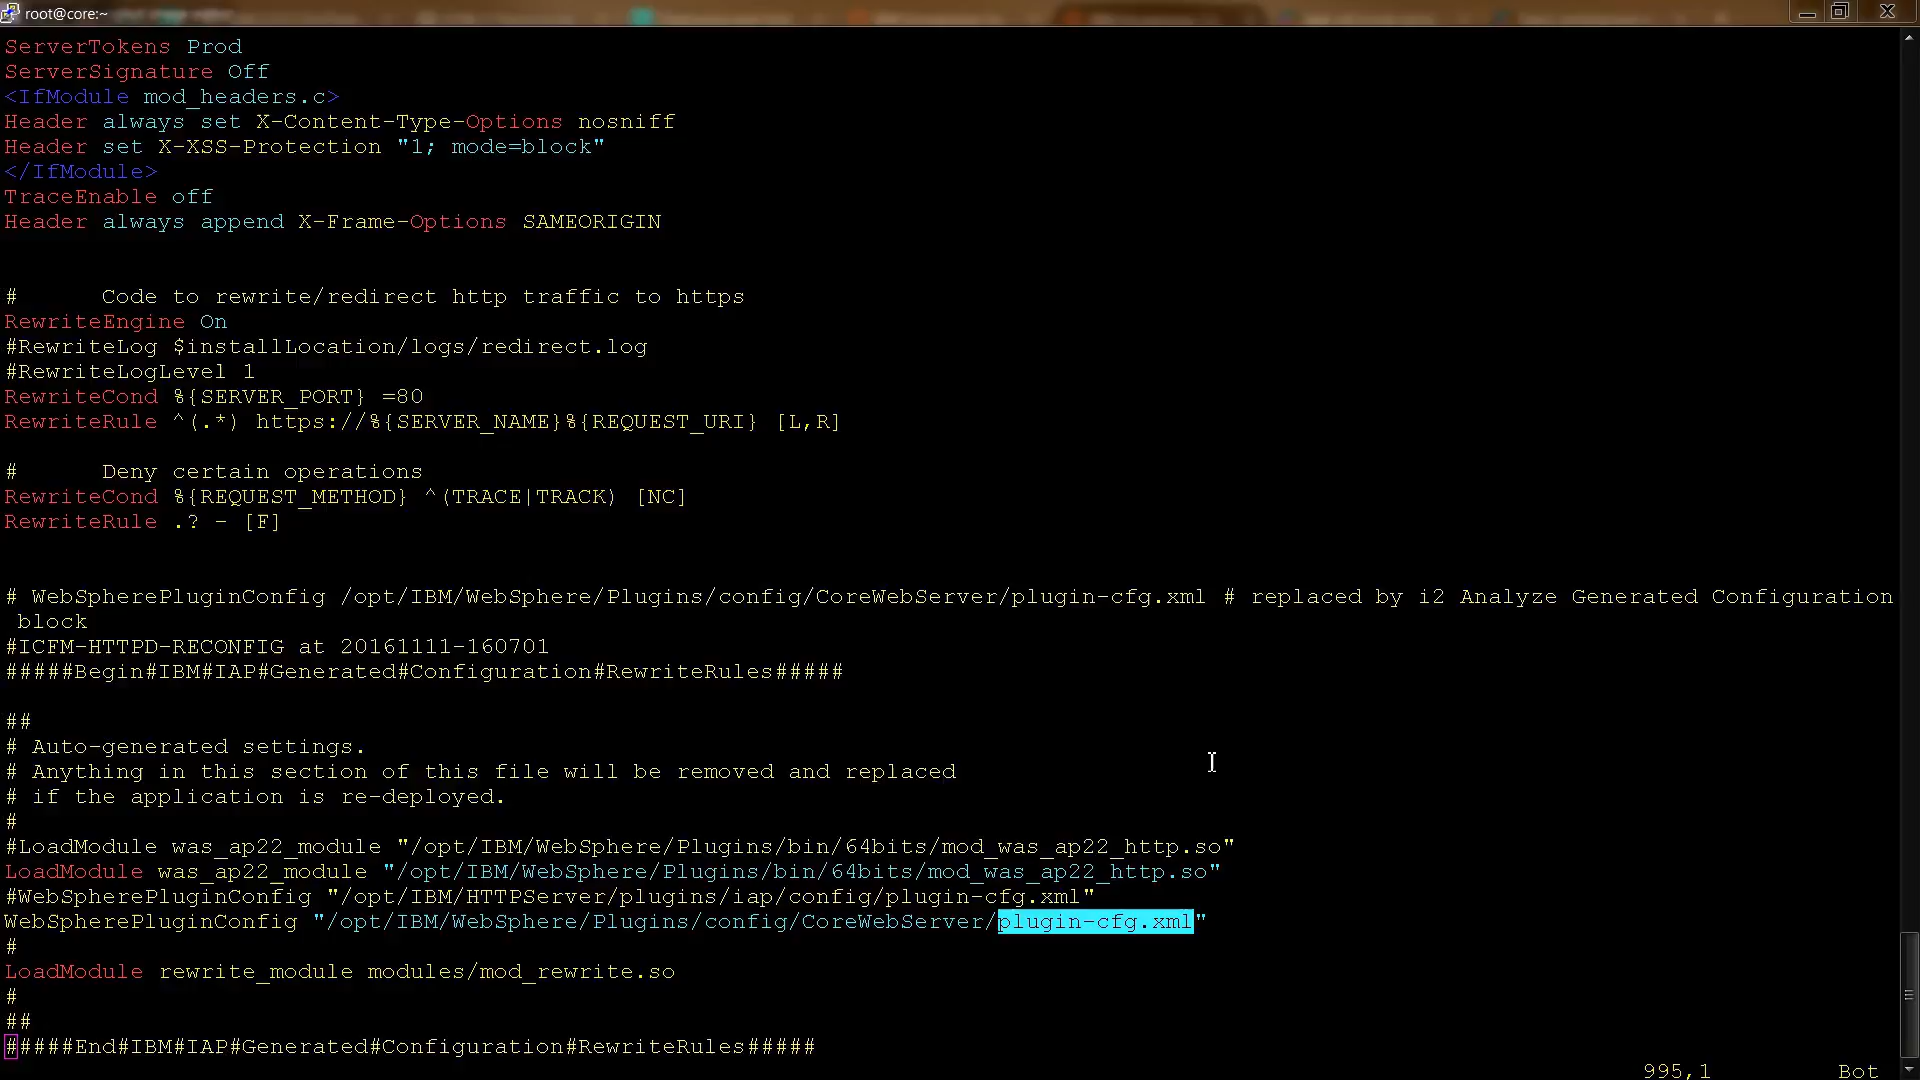 root@core:~
ServerTokens Prod
ServerSignature Off
<IfModule mod_headers.c>
Header always set X-Content-Type-Options nosniff
Header set X-XSS-Protection "1; mode=block"
</IfModule>
TraceEnable off
Header always append X-Frame-Options SAMEORIGIN
#      Code to rewrite/redirect http traffic to https
RewriteEngine On
#RewriteLog $installLocation/logs/redirect.log
#RewriteLogLevel 1
RewriteCond %{SERVER_PORT} =80
RewriteRule ^(.*) https://%{SERVER_NAME}%{REQUEST_URI} [L,R]
#      Deny certain operations
RewriteCond %{REQUEST_METHOD} ^(TRACE|TRACK) [NC]
RewriteRule .? - [F]
# WebSpherePluginConfig /opt/IBM/WebSphere/Plugins/config/CoreWebServer/plugin-cfg.xml # replaced by i2 Analyze Generated Configuration
block
#ICFM-HTTPD-RECONFIG at 20161111-160701
#####Begin#IBM#IAP#Generated#Configuration#RewriteRules#####
##
# Auto-generated settings.
# Anything in this section of this file will be removed and replaced
# if the application is re-deployed.
#
#LoadModule was_ap22_module "/opt/IBM/WebSphere/Plugins/bin/64bits/mod_was_ap22_http.so"
LoadModule was_ap22_module "/opt/IBM/WebSphere/Plugins/bin/64bits/mod_was_ap22_http.so"
#WebSpherePluginConfig "/opt/IBM/HTTPServer/plugins/iap/config/plugin-cfg.xml"
WebSpherePluginConfig "/opt/IBM/WebSphere/Plugins/config/CoreWebServer/plugin-cfg.xml"
#
LoadModule rewrite_module modules/mod_rewrite.so
#
##
#####End#IBM#IAP#Generated#Configuration#RewriteRules#####
995,1 Bot